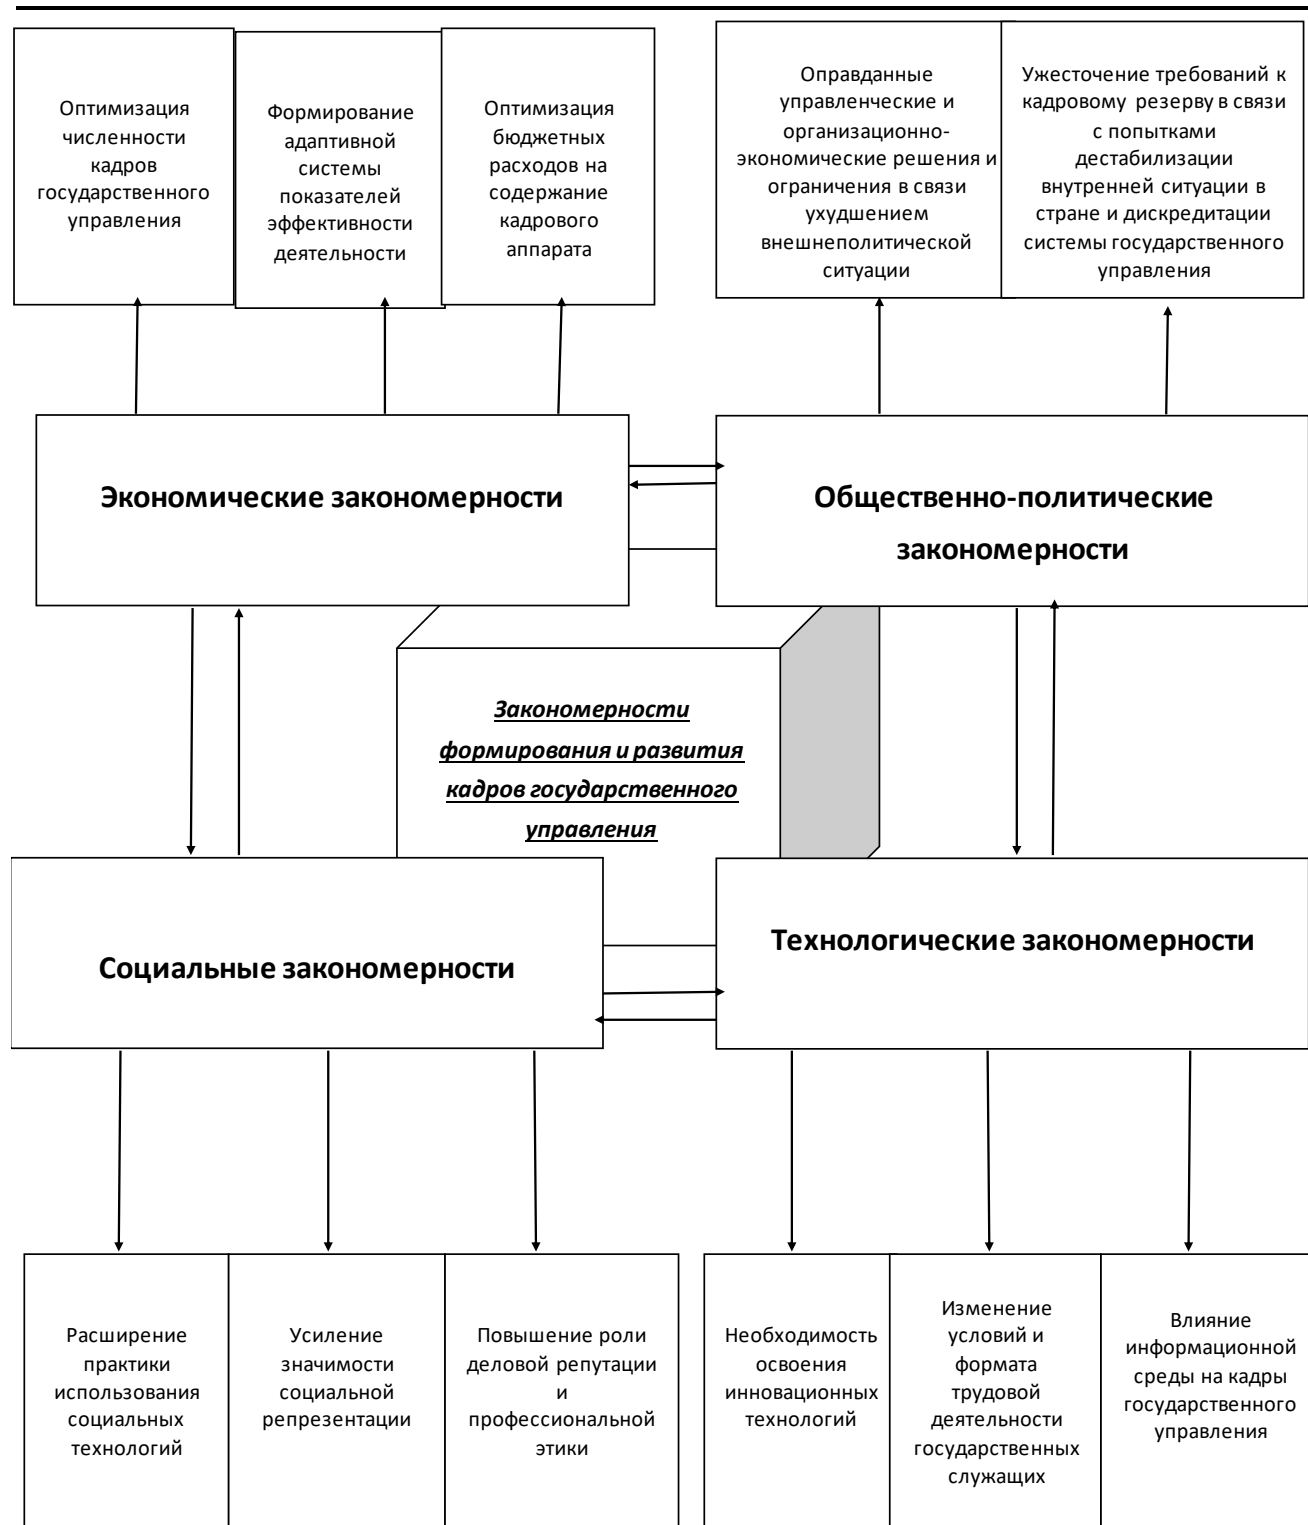 Оптимизация
численности
кадров
государственного
управления
Формирование
адаптивной
системы
показателей
эффективности
деятельности
Оптимизация
бюджетных
расходов на
содержание
кадрового
аппарата
Оправданные
управленческие и
организационно-
экономические решения и
ограничения в связи
ухудшением
внешнеполитической
ситуации
Ужесточение требований к
кадровому резерву в связи
с попытками
дестабилизации
внутренней ситуации в
стране и дискредитации
системы государственного
управления
Экономические закономерности
Общественно-политические
закономерности
Закономерности
формирования и развития
кадров государственного
управления
Социальные закономерности
Технологические закономерности
Расширение
практики
использования
социальных
технологий
Усиление
значимости
социальной
репрезентации
Повышение роли
деловой репутации
и
профессиональной
этики
Необходимость
освоения
инновационных
технологий
Изменение
условий и
формата
трудовой
деятельности
государственных
служащих
Влияние
информационной
среды на кадры
государственного
управления